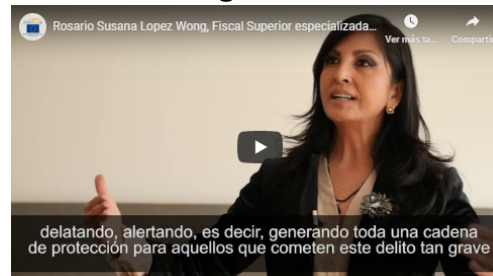 Rosario Susana Lopez Wong, Fiscal Superior especializada...
Ver más ta...
Compartir
delatando, alertando, es decir, generando toda una cadena
de protección para aquellos que cometen este delito tan grave